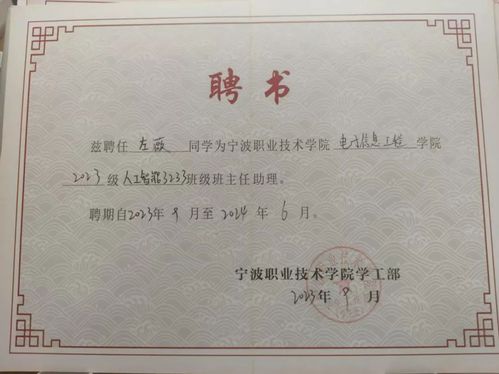 聘书
兹聘任 左薇 同学为宁波职业技术学院 电子信息工程 学院
2023 级人工智能3233班级班主任助理。
聘期自2023年 9 月至 2024 年 6 月。
宁波职业技术学院学工部
2023年 9 月